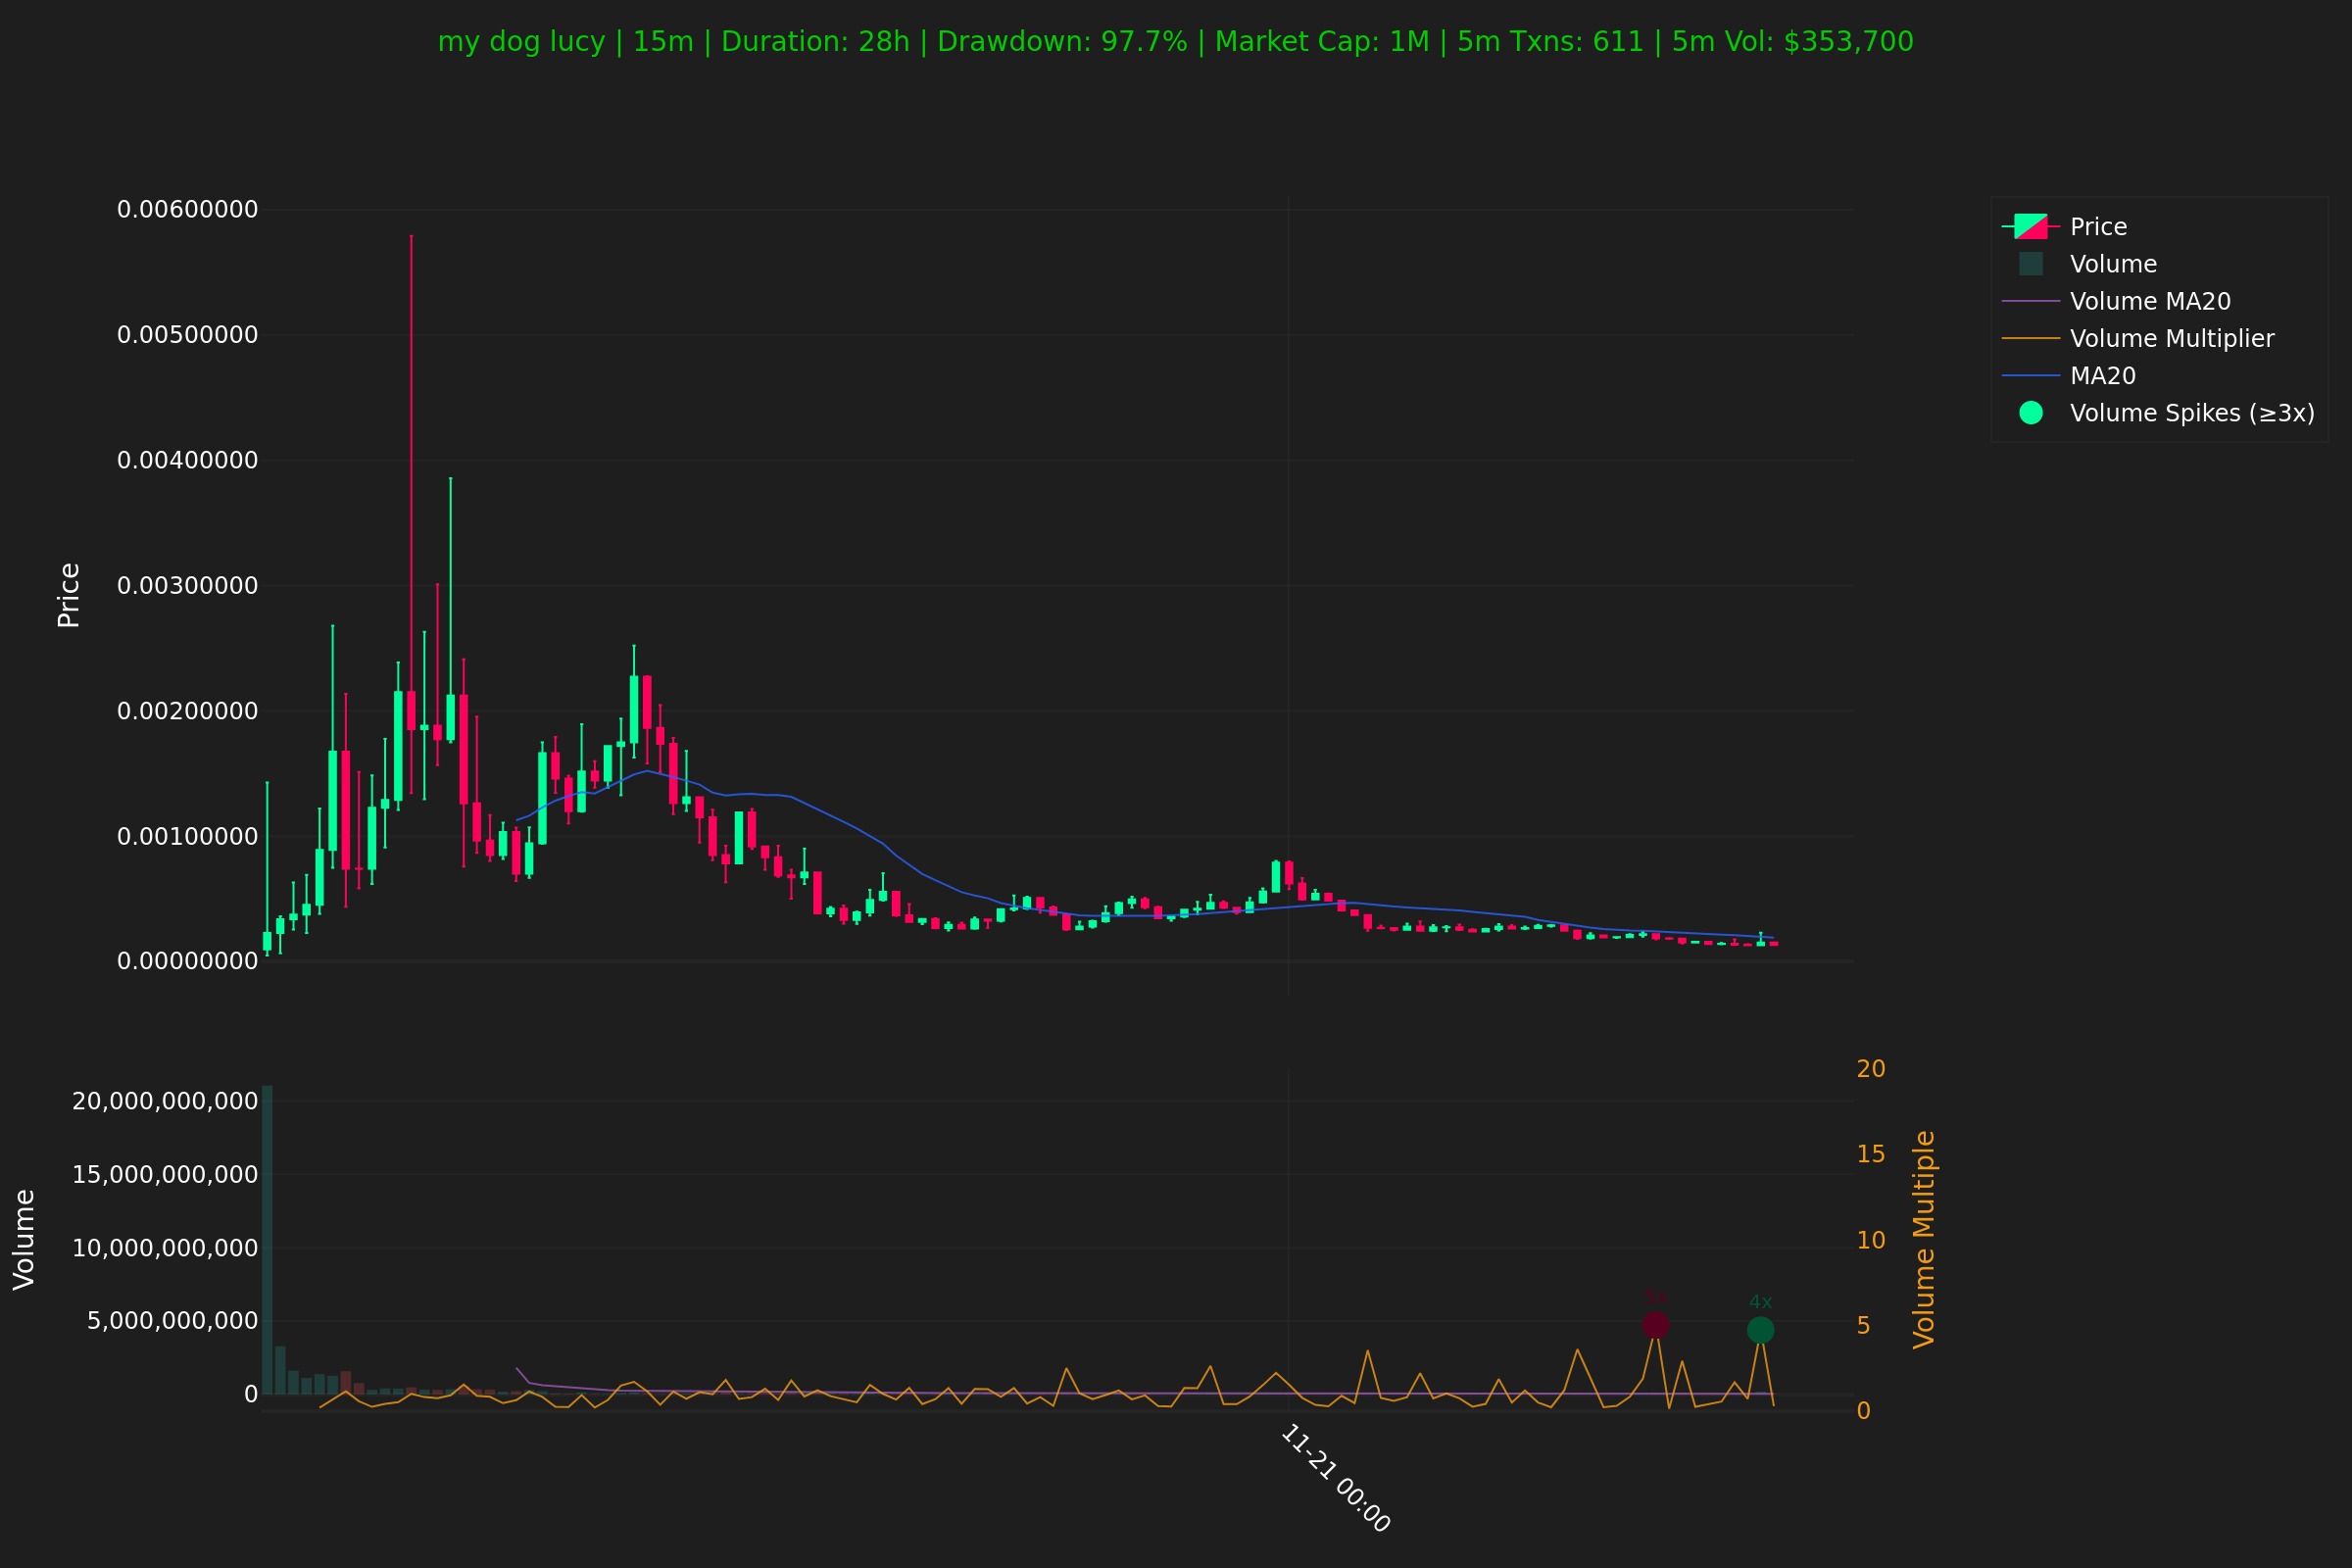 my dog lucy | 15m | Duration: 28h | Drawdown: 97.7% | Market Cap: 1M | 5m Txns: 611 | 5m Vol: $353,700
Price
Volume
Volume MA20
Volume Multiplier
MA20
Volume Spikes (≥3x)
0.00600000
0.00500000
0.00400000
0.00300000
0.00200000
0.00100000
0.00000000
Price
20,000,000,000
15,000,000,000
10,000,000,000
5,000,000,000
0
Volume
20
15
10
5
0
Volume Multiple
4x
11-21 00:00